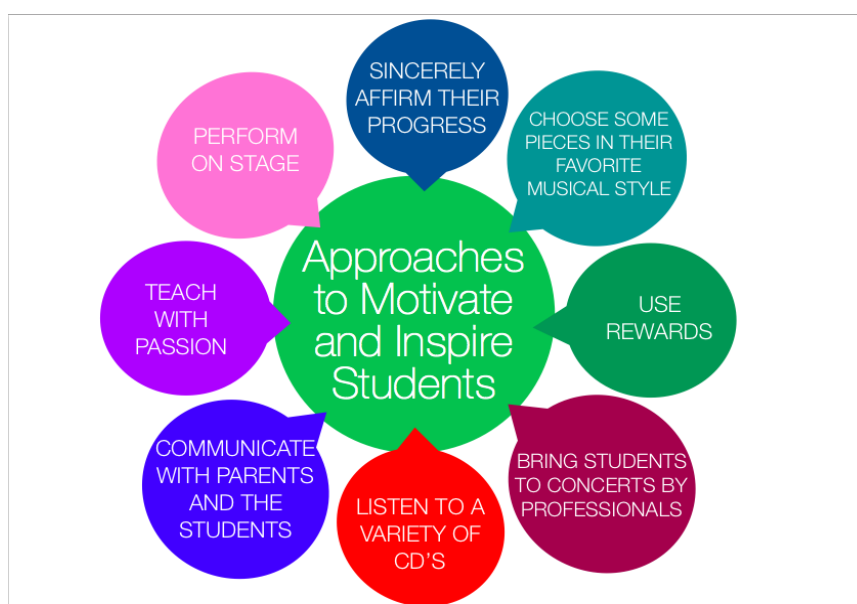 SINCERELY
AFFIRM THEIR
PROGRESS
CHOOSE SOME
PIECES IN THEIR
FAVORITE
MUSICAL STYLE
USE
REWARDS
BRING STUDENTS
TO CONCERTS BY
PROFESSIONALS
LISTEN TO A
VARIETY OF
CD'S
COMMUNICATE
WITH PARENTS
AND THE
STUDENTS
TEACH
WITH
PASSION
PERFORM
ON STAGE
Approaches
to Motivate
and Inspire
Students